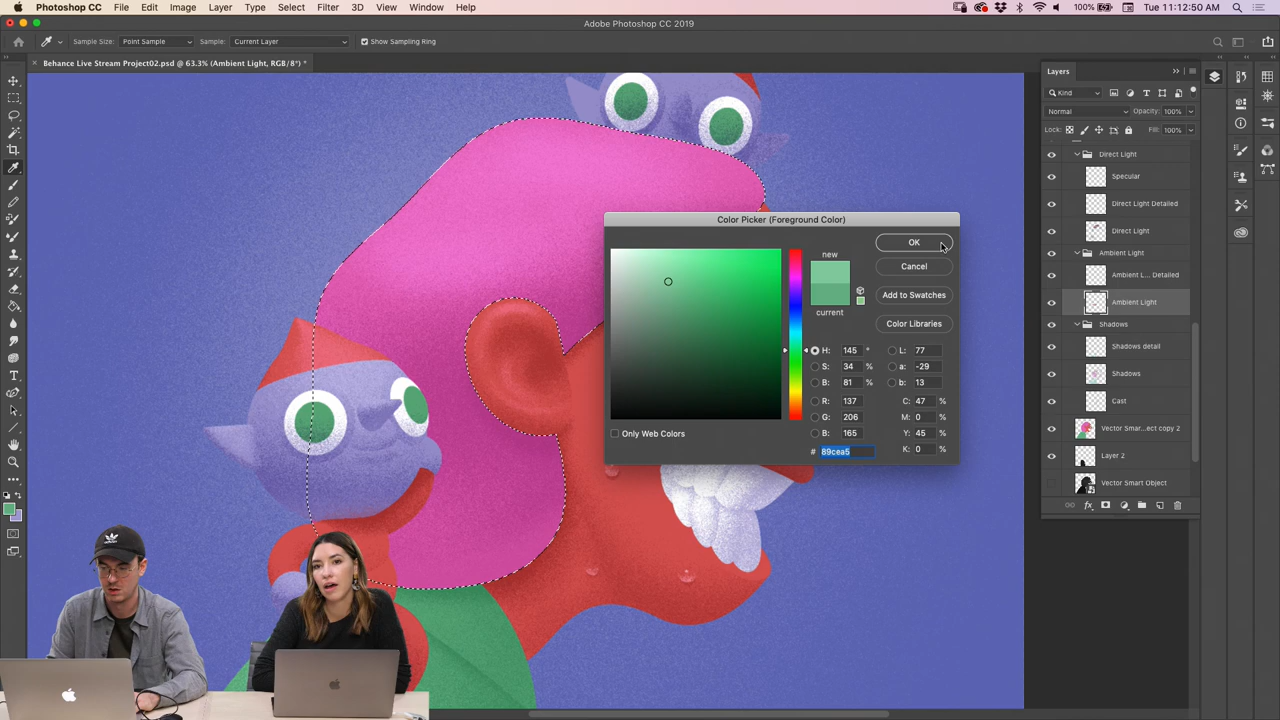 Photoshop CC File Edit Image Layer Type Select Filter 3D View Window Help 100% Tue 11:12:50 AM
Adobe Photoshop CC 2019
Sample Size: Point Sample Sample: Current Layer Show Sampling Ring
Behance Live Stream Project02.psd @ 63.3% (Ambient Light, RGB/8*) *
Layers
Kind
Normal Opacity: 100%
Lock: Fill: 100%
Direct Light
Specular
Direct Light Detailed
Direct Light
Ambient Light
Ambient L... Detailed
Ambient Light
Shadows
Shadows detail
Shadows
Cast
Vector Smar...ect copy 2
Layer 2
Vector Smart Object
Color Picker (Foreground Color)
new
current
OK
Cancel
Add to Swatches
Color Libraries
H: 145 ° L: 77
S: 34 % a: -29
B: 81 % b: 13
R: 137 C: 47 %
G: 206 M: 0 %
B: 165 Y: 45 %
# 89cea5 K: 0 %
Only Web Colors